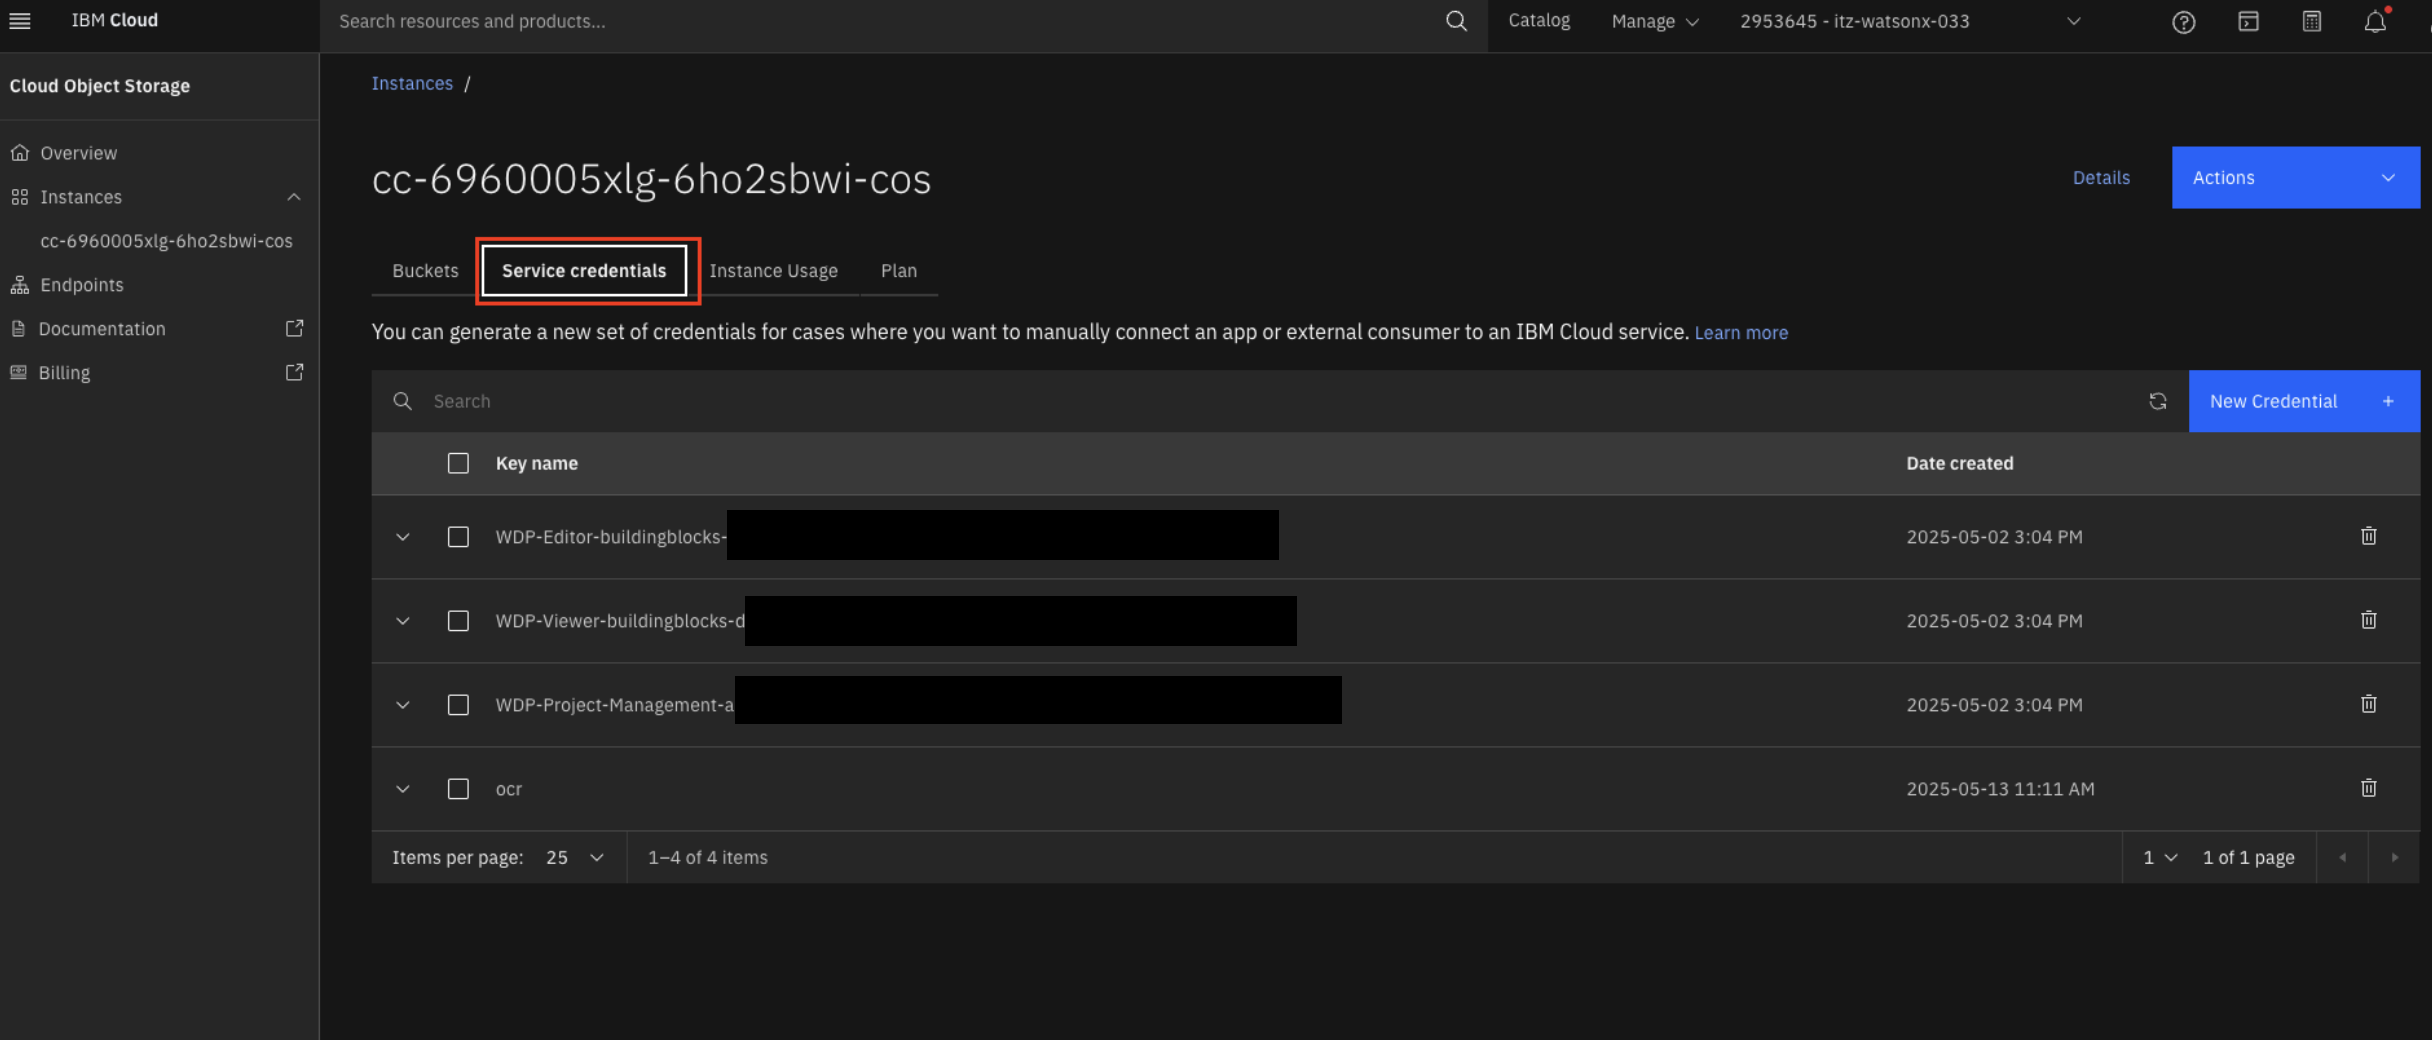 IBM Cloud
Search resources and products...
Catalog
Manage
2953645 - itz-watsonx-033
Cloud Object Storage
Overview
Instances
cc-6960005xlg-6ho2sbwi-cos
Endpoints
Documentation
Billing
Instances /
cc-6960005xlg-6ho2sbwi-cos
Details
Actions
Buckets
Service credentials
Instance Usage
Plan
You can generate a new set of credentials for cases where you want to manually connect an app or external consumer to an IBM Cloud service. Learn more
Search
New Credential +
Key name
Date created
WDP-Editor-buildingblocks-
2025-05-02 3:04 PM
WDP-Viewer-buildingblocks-d
2025-05-02 3:04 PM
WDP-Project-Management-a
2025-05-02 3:04 PM
ocr
2025-05-13 11:11 AM
Items per page: 25
1–4 of 4 items
1
1 of 1 page